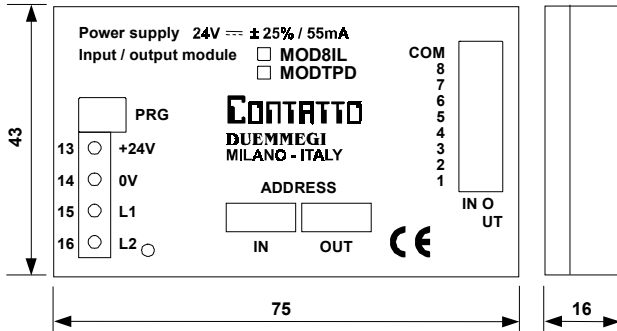 Power supply 24V ⎓ ± 25% / 55mA
Input / output module ☐ MOD8IL
☐ MODTPD
COM
8
7
6
5
4
3
2
1
IN O
UT
PRG
CONTATTO
DUEMMEGI
MILANO - ITALY
13 +24V
14 0V
15 L1
16 L2
ADDRESS
IN OUT
CE
43
75
16